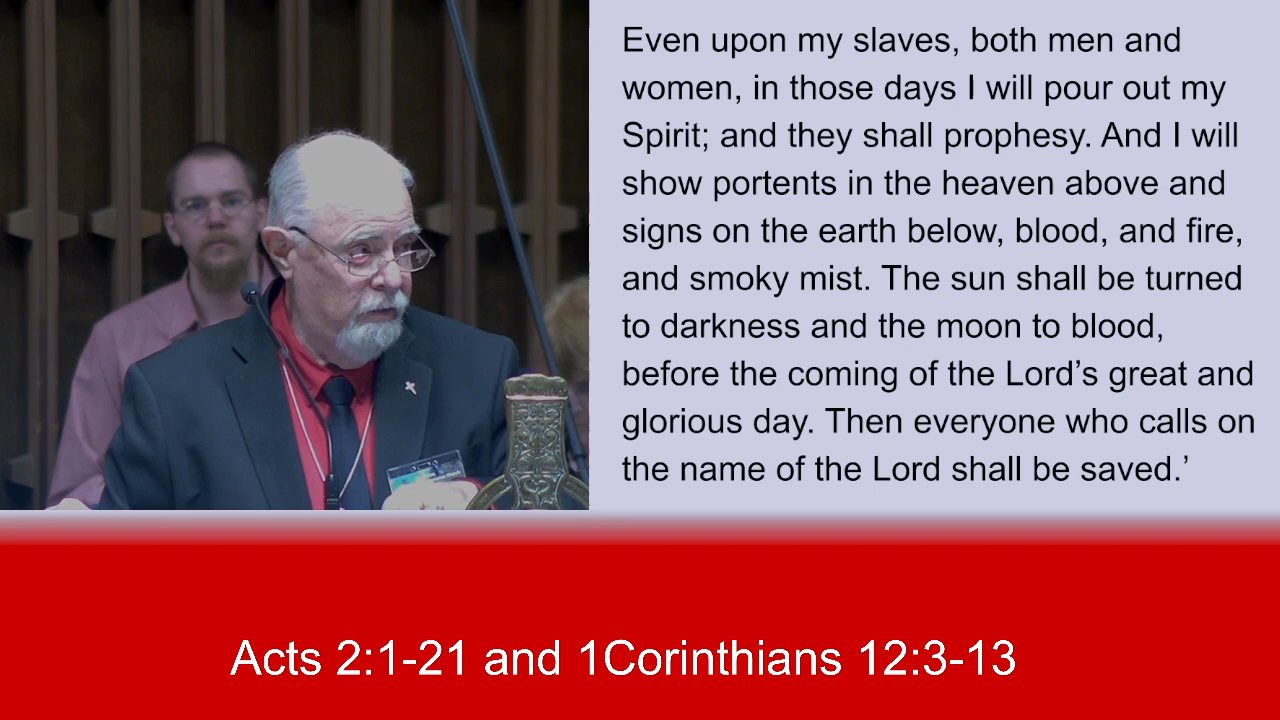 Even upon my slaves, both men and
women, in those days I will pour out my
Spirit; and they shall prophesy. And I will
show portents in the heaven above and
signs on the earth below, blood, and fire,
and smoky mist. The sun shall be turned
to darkness and the moon to blood,
before the coming of the Lord’s great and
glorious day. Then everyone who calls on
the name of the Lord shall be saved.’
Acts 2:1-21 and 1Corinthians 12:3-13